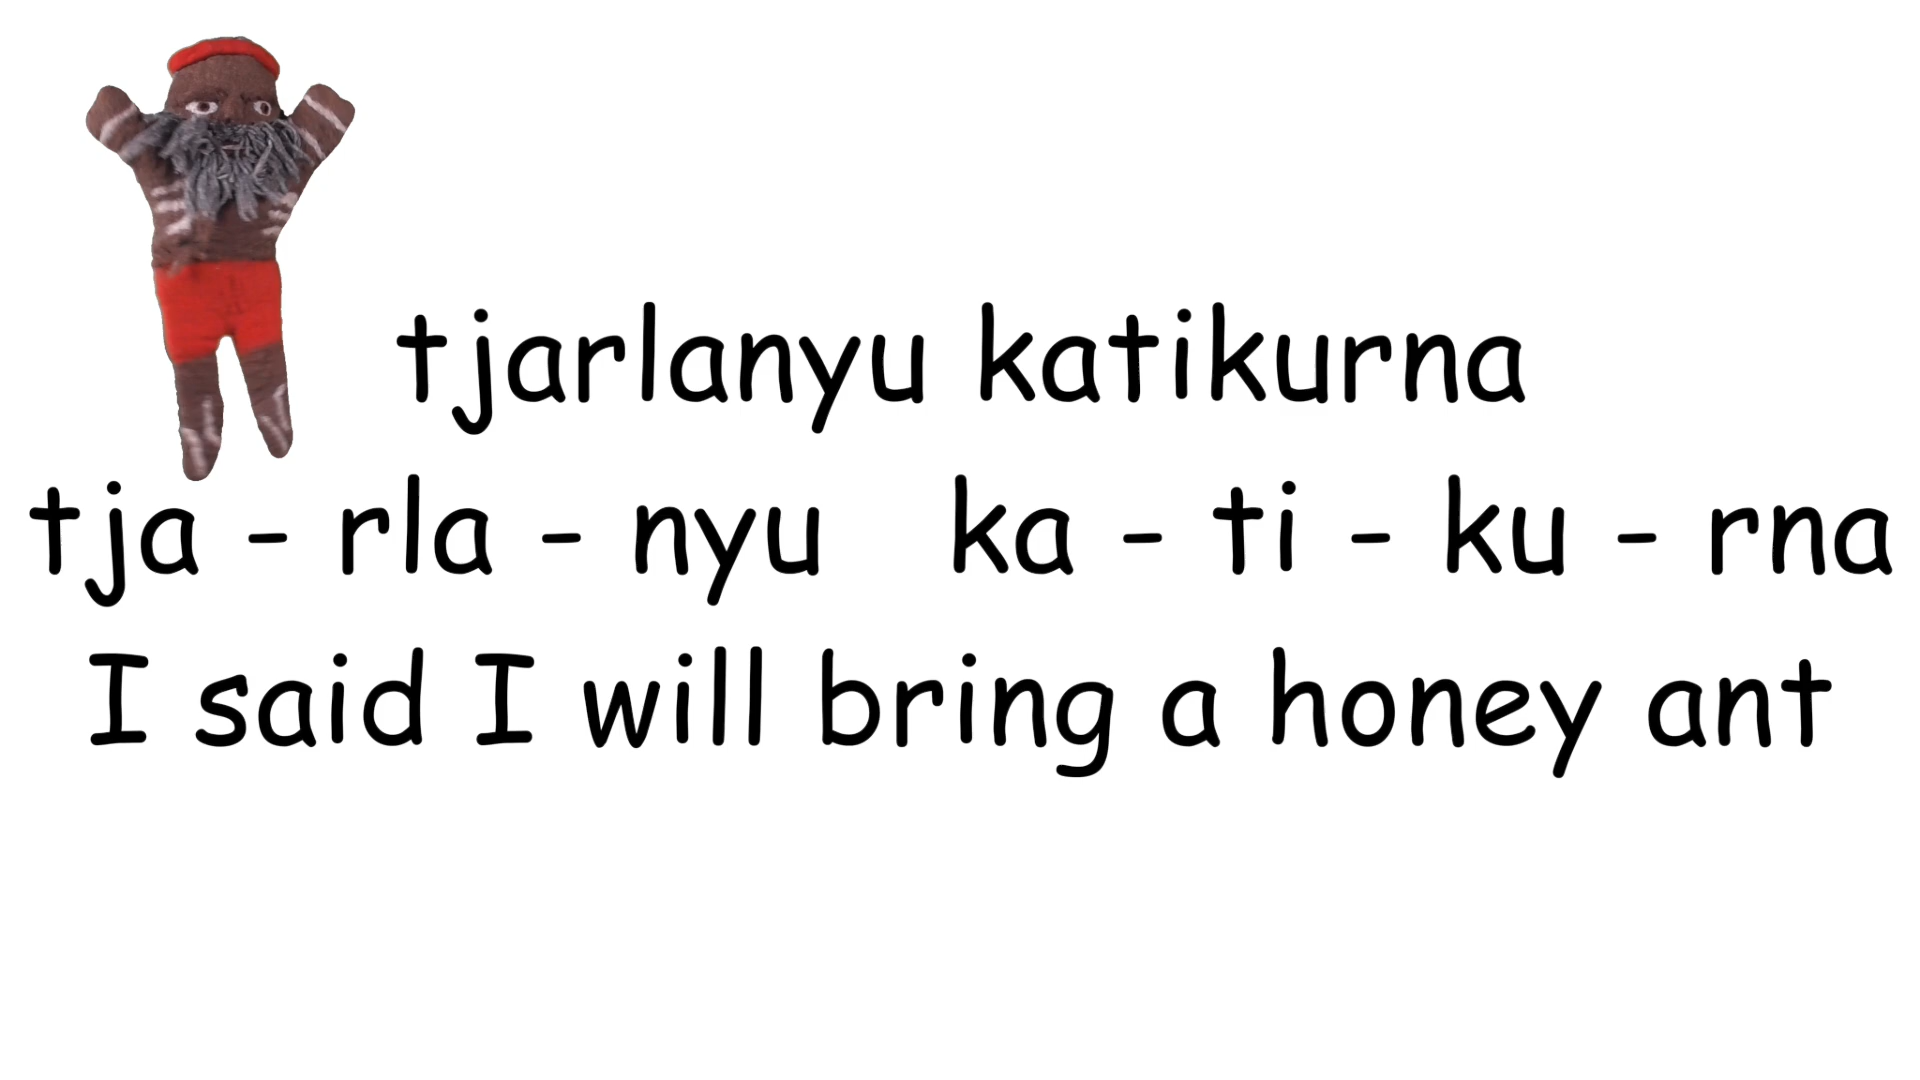 tjarlanyu katikurna
tja - rla - nyu   ka - ti - ku - rna
I said I will bring a honey ant